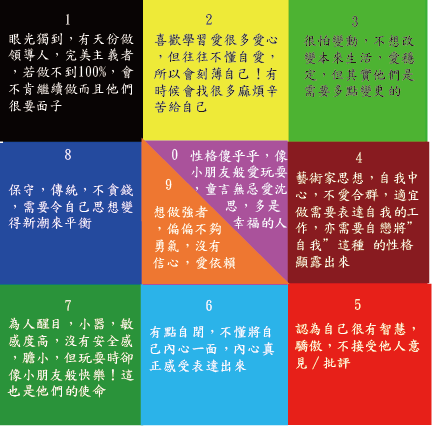 1
眼光獨到，有天份做
領導人，完美主義者
，若做不到100%，會
不肯繼續做而且他們
很要面子
2
喜歡學習愛很多愛心
，但往往不懂自愛，
所以會刻薄自己！有
時候會找很多麻煩辛
苦給自己
3
很怕變動，不想改
變本來生活，愛穩
定，但其實他們是
需要多點變更的
8
保守，傳統，不貪錢
，需要令自己思想變
得新潮來平衡
0
性格傻乎乎，像
小朋友般愛玩耍
，童言無忌愛沈
思，多是
幸福的人
9
想做強者
，偏偏不夠
勇氣，沒有
信心，愛依賴
4
藝術家思想，自我中
心，不愛合群，適宜
做需要表達自我的工
作，亦需要自戀將”
自我”這種 的性格
顯露出來
7
為人醒目，小器，敏
感度高，沒有安全感
，膽小，但玩耍時卻
像小朋友般快樂！這
也是他們的使命
6
有點自閉，不懂將自
己內心一面，內心真
正感受表達出來
5
認為自己很有智慧，
驕傲，不接受他人意
見／批評